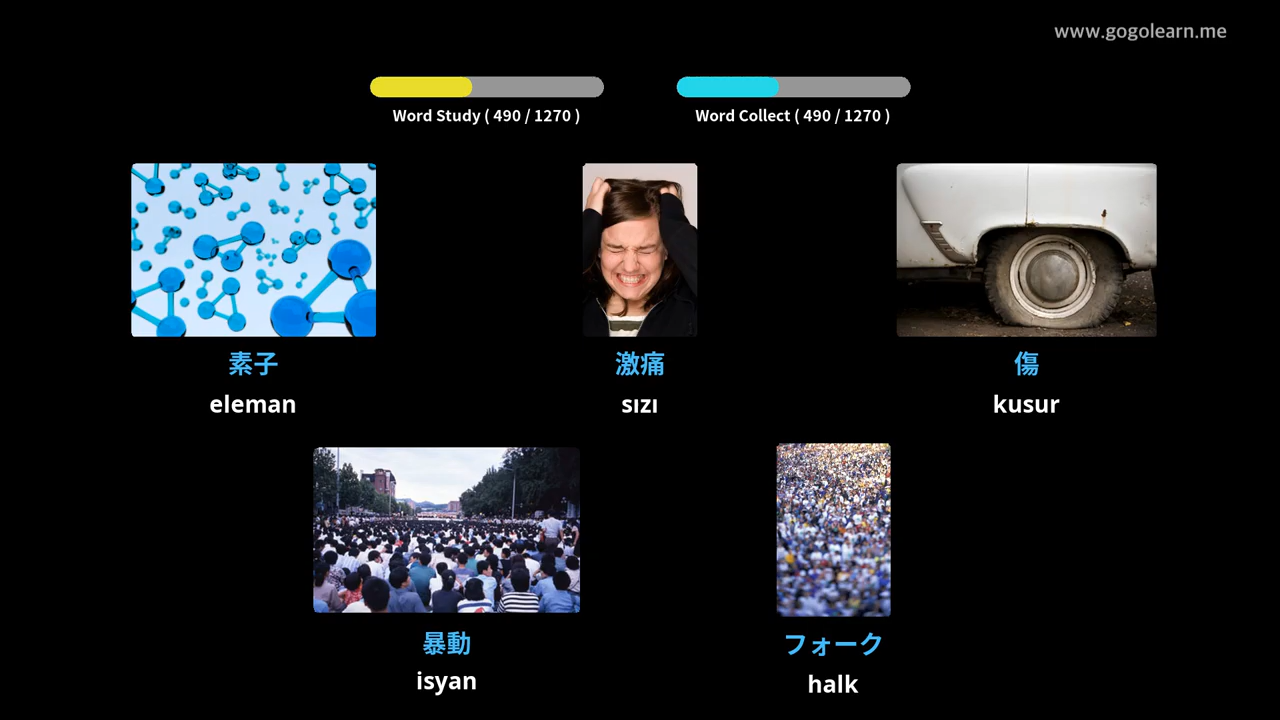 www.gogolearn.me
Word Study ( 490 / 1270 )
Word Collect ( 490 / 1270 )
素子
eleman
激痛
sızı
傷
kusur
暴動
isyan
フォーク
halk